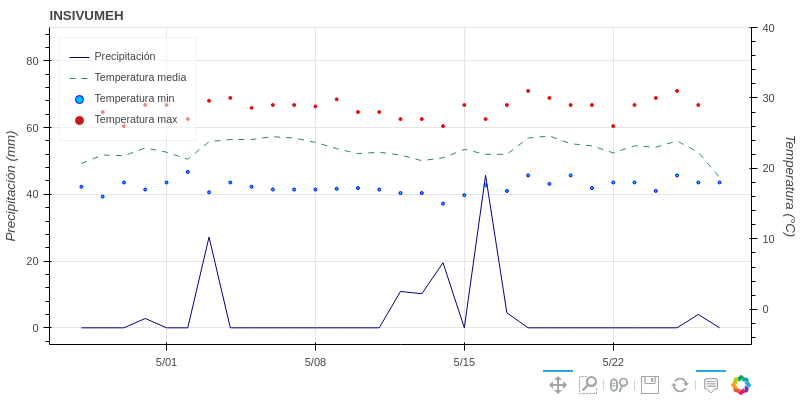 INSIVUMEH
Precipitación
Temperatura media
Temperatura min
Temperatura max
Precipitación (mm)
80
60
40
20
0
40
30
20
10
0
Temperatura (°C)
5/01
5/08
5/15
5/22